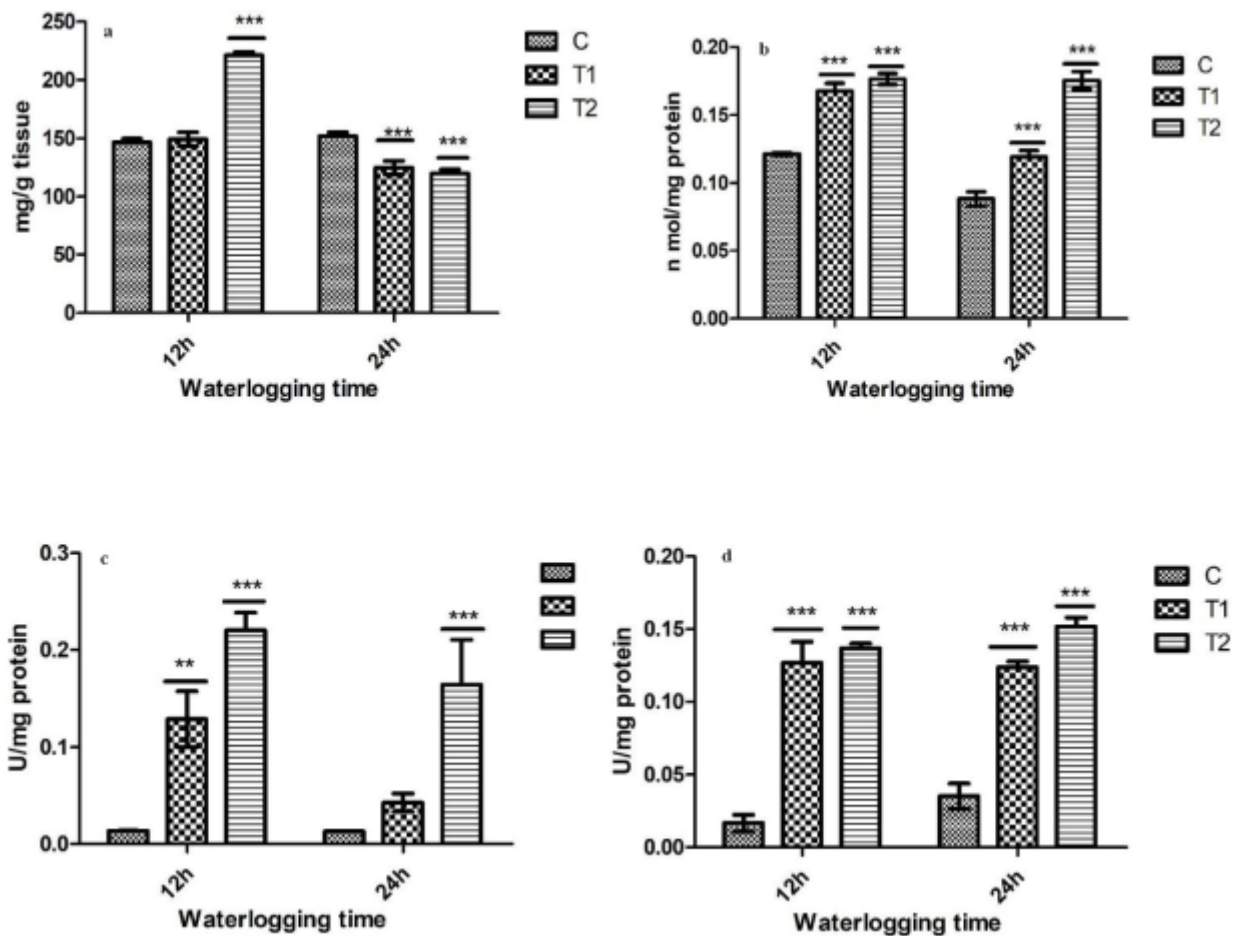 a
250
200
150
100
50
0
mg/g tissue
***
***
***
12h
24h
Waterlogging time
C
T1
T2
b
0.20
0.15
0.10
0.05
0.00
n mol/mg protein
***
***
***
***
12h
24h
Waterlogging time
C
T1
T2
c
0.3
0.2
0.1
0.0
U/mg protein
**
***
***
12h
24h
Waterlogging time
d
0.20
0.15
0.10
0.05
0.00
U/mg protein
***
***
***
***
12h
24h
Waterlogging time
C
T1
T2